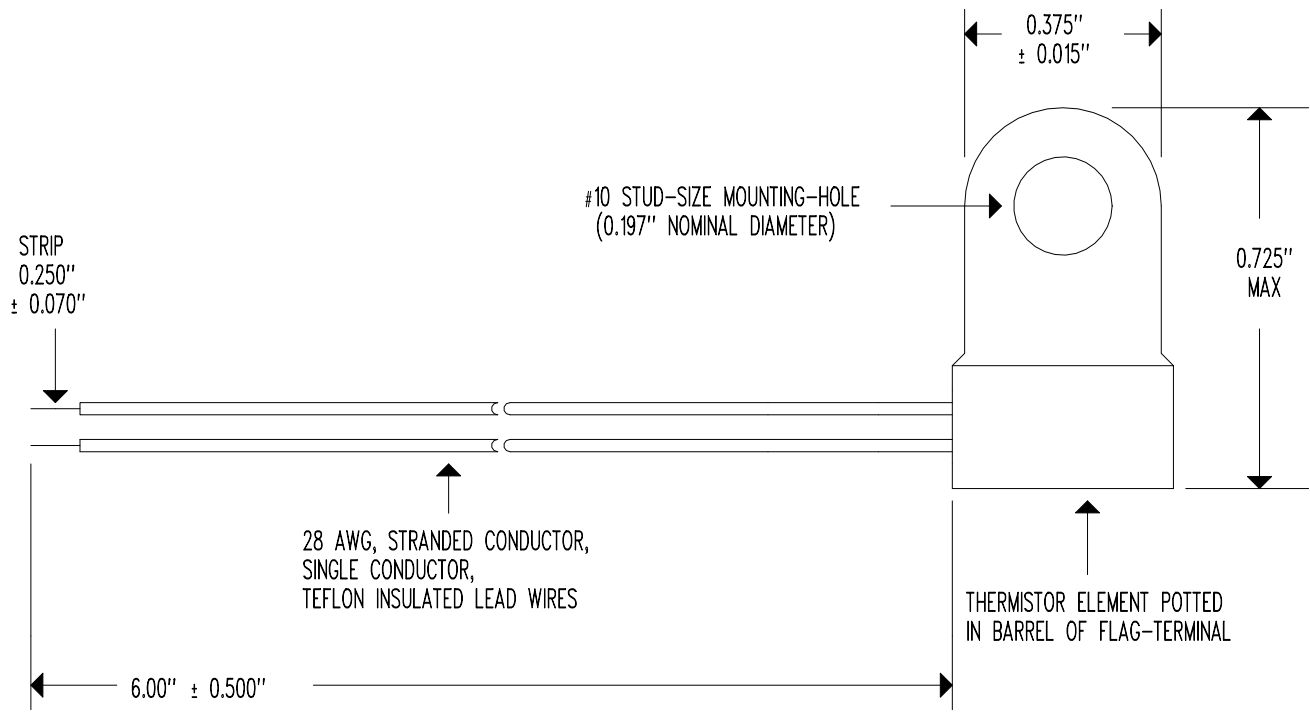 0.375"
± 0.015"
#10 STUD-SIZE MOUNTING-HOLE
(0.197" NOMINAL DIAMETER)
STRIP
0.250"
± 0.070"
0.725"
MAX
28 AWG, STRANDED CONDUCTOR,
SINGLE CONDUCTOR,
TEFLON INSULATED LEAD WIRES
THERMISTOR ELEMENT POTTED
IN BARREL OF FLAG-TERMINAL
6.00" ± 0.500"